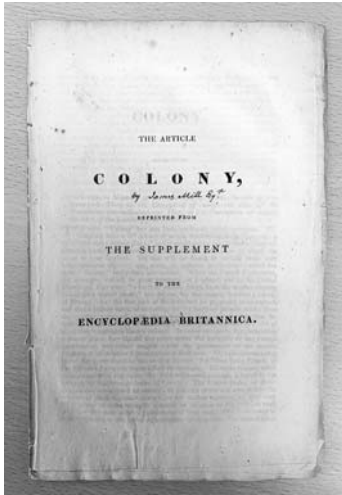 THE ARTICLE
COLONY,
by James Mill Esqr.
REPRINTED FROM
THE SUPPLEMENT
TO THE
ENCYCLOPÆDIA BRITANNICA.